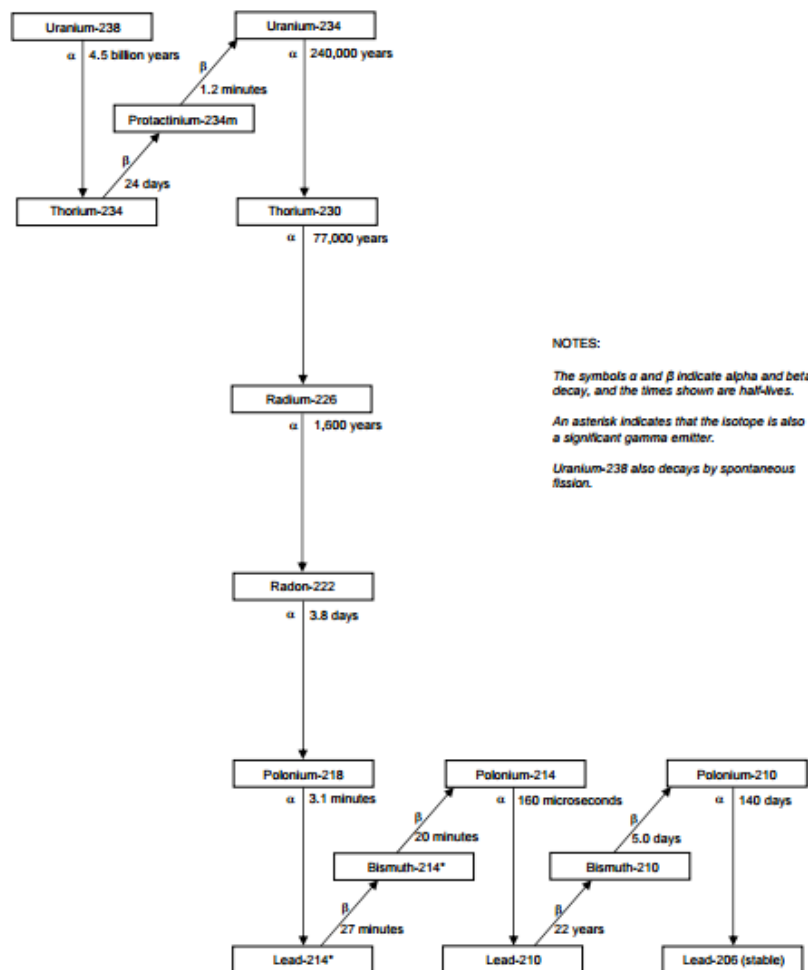 Uranium-238
Uranium-234
α 4.5 billion years
β
1.2 minutes
α 240,000 years
Protactinium-234m
β
24 days
Thorium-234
Thorium-230
α 77,000 years
NOTES:
The symbols α and β indicate alpha and beta
decay, and the times shown are half-lives.
An asterisk indicates that the isotope is also
a significant gamma emitter.
Uranium-238 also decays by spontaneous
fission.
Radium-226
α 1,600 years
Radon-222
α 3.8 days
Polonium-218
Polonium-214
Polonium-210
α 3.1 minutes
β
20 minutes
α 160 microseconds
β
5.0 days
α 140 days
Bismuth-214*
Bismuth-210
β
27 minutes
β
22 years
Lead-214*
Lead-210
Lead-206 (stable)